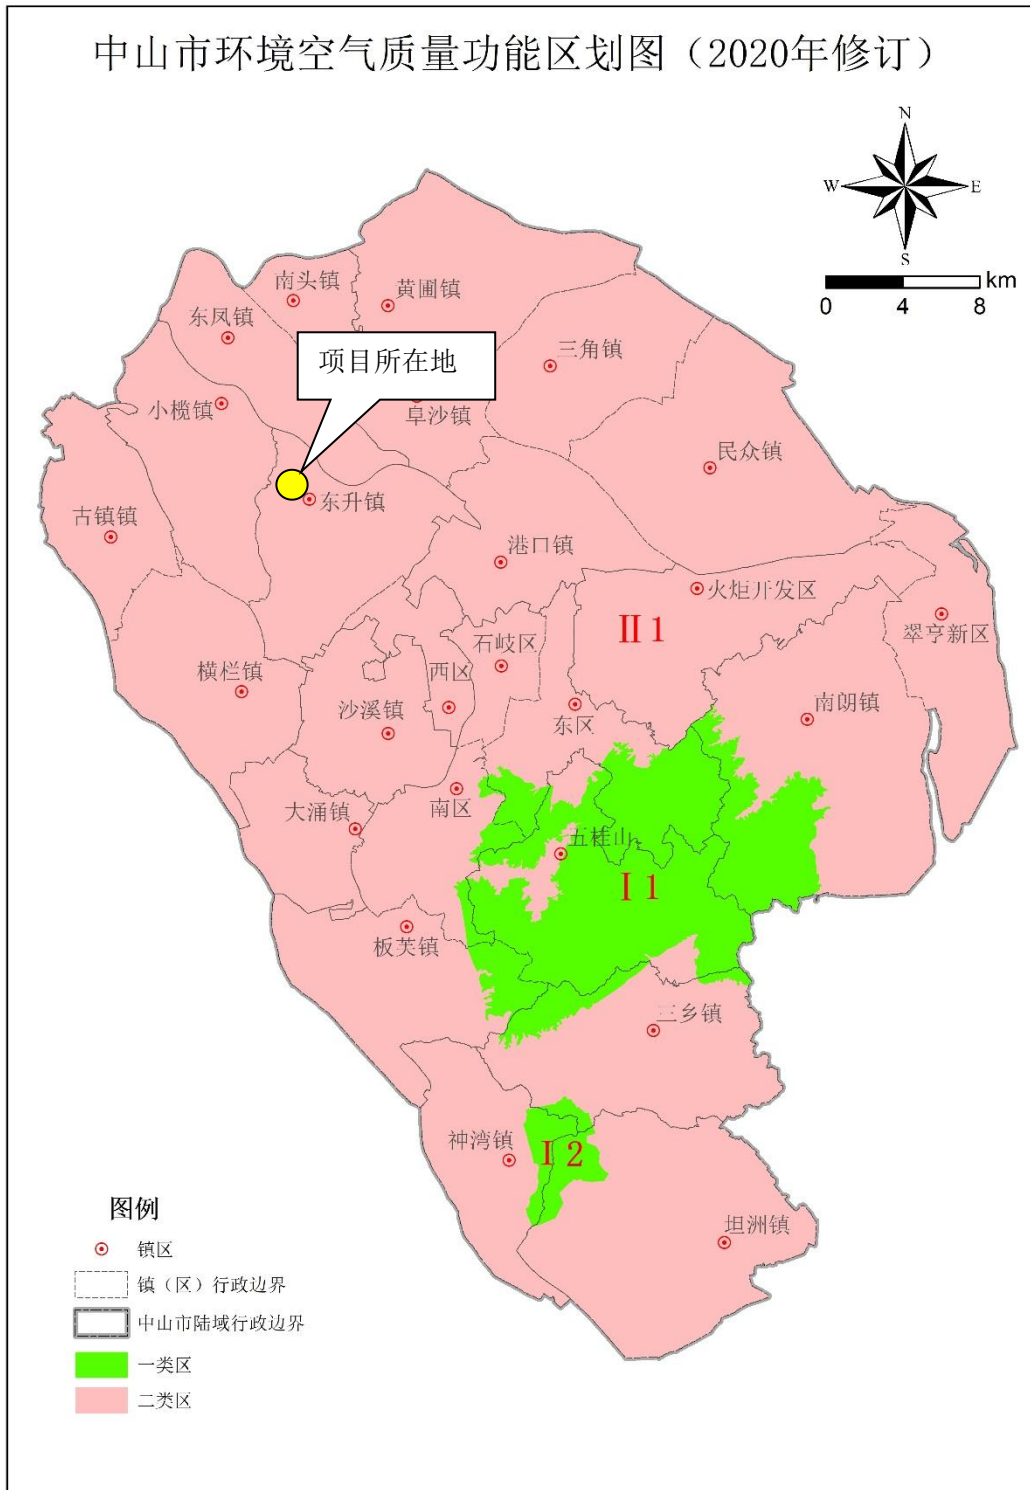 中山市环境空气质量功能区划图（2020年修订）
N
W
E
S
km
0
4
8
南头镇
黄圃镇
东凤镇
项目所在地
三角镇
小榄镇
阜沙镇
民众镇
东升镇
古镇镇
港口镇
火炬开发区
II 1
翠亨新区
石岐区
横栏镇
西区
沙溪镇
东区
南朗镇
南区
大涌镇
五桂山
I 1
板芙镇
三乡镇
神湾镇
I 2
坦洲镇
图例
镇区
镇（区）行政边界
中山市陆域行政边界
一类区
二类区